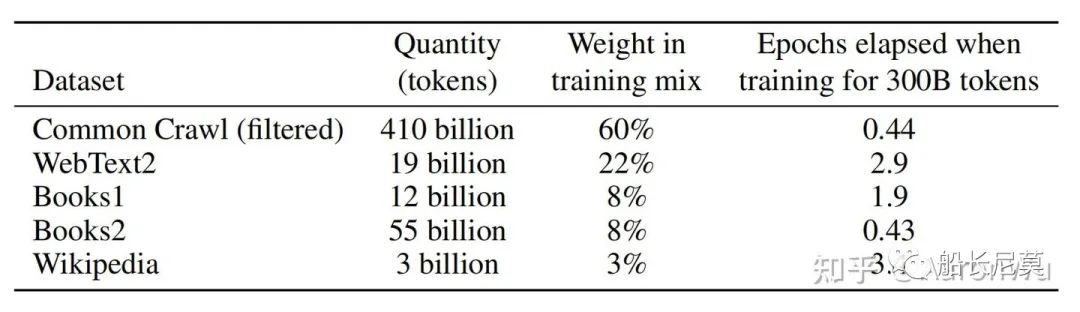 Quantity Weight in Epochs elapsed when
Dataset (tokens) training mix training for 300B tokens
Common Crawl (filtered) 410 billion 60% 0.44
WebText2 19 billion 22% 2.9
Books1 12 billion 8% 1.9
Books2 55 billion 8% 0.43
Wikipedia 3 billion 3% 3.
知乎 船长尼莫